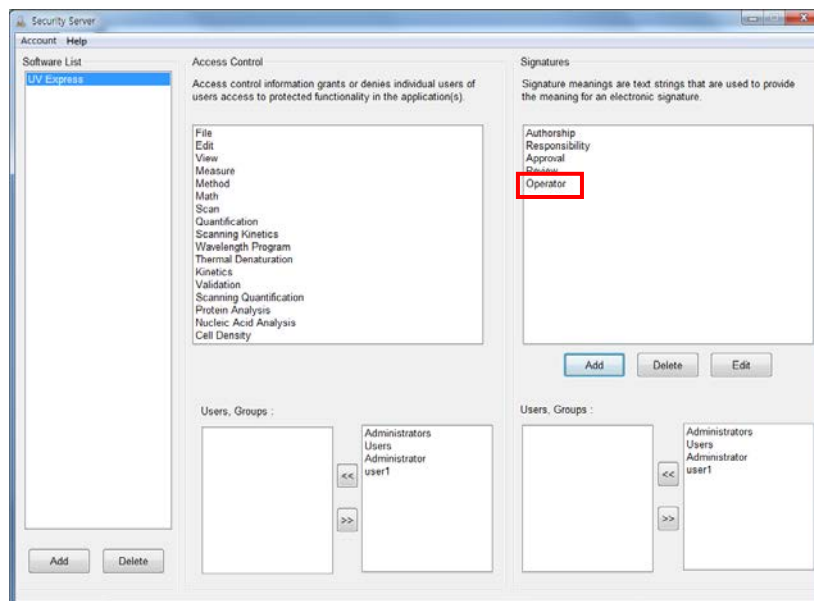 Security Server
Account Help
Software List
UV Express
Add
Delete
Access Control
Access control information grants or denies individual users of
users access to protected functionality in the application(s).
File
Edit
View
Measure
Method
Math
Scan
Quantification
Scanning Kinetics
Wavelength Program
Thermal Denaturation
Kinetics
Validation
Scanning Quantification
Protein Analysis
Nucleic Acid Analysis
Cell Density
Users, Groups :
Administrators
Users
Administrator
user1
<<
>>
Signatures
Signature meanings are text strings that are used to provide
the meaning for an electronic signature.
Authorship
Responsibility
Approval
Review
Operator
Add
Delete
Edit
Users, Groups :
Administrators
Users
Administrator
user1
<<
>>